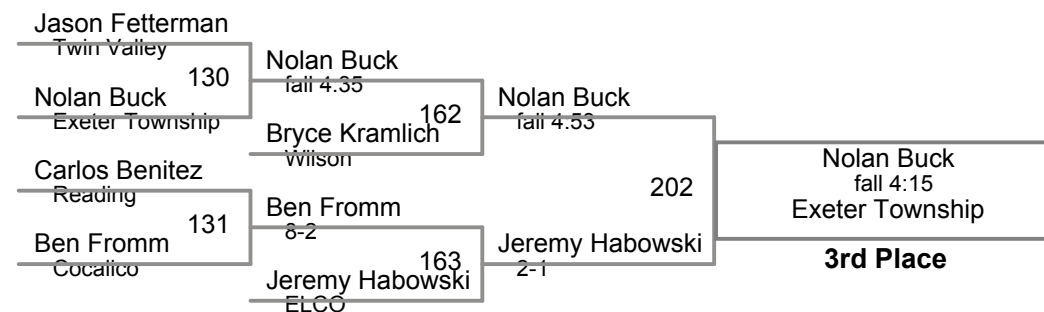 Jason Fetterman
Twin Valley
130
Nolan Buck
Exeter Township
Carlos Benitez
Reading
131
Ben Fromm
Cocalico
Nolan Buck
fall 4:35
162
Bryce Kramlich
Wilson
Ben Fromm
8-2
163
Jeremy Habowski
ELCO
Nolan Buck
fall 4:53
202
Jeremy Habowski
2-1
Nolan Buck
fall 4:15
Exeter Township
3rd Place